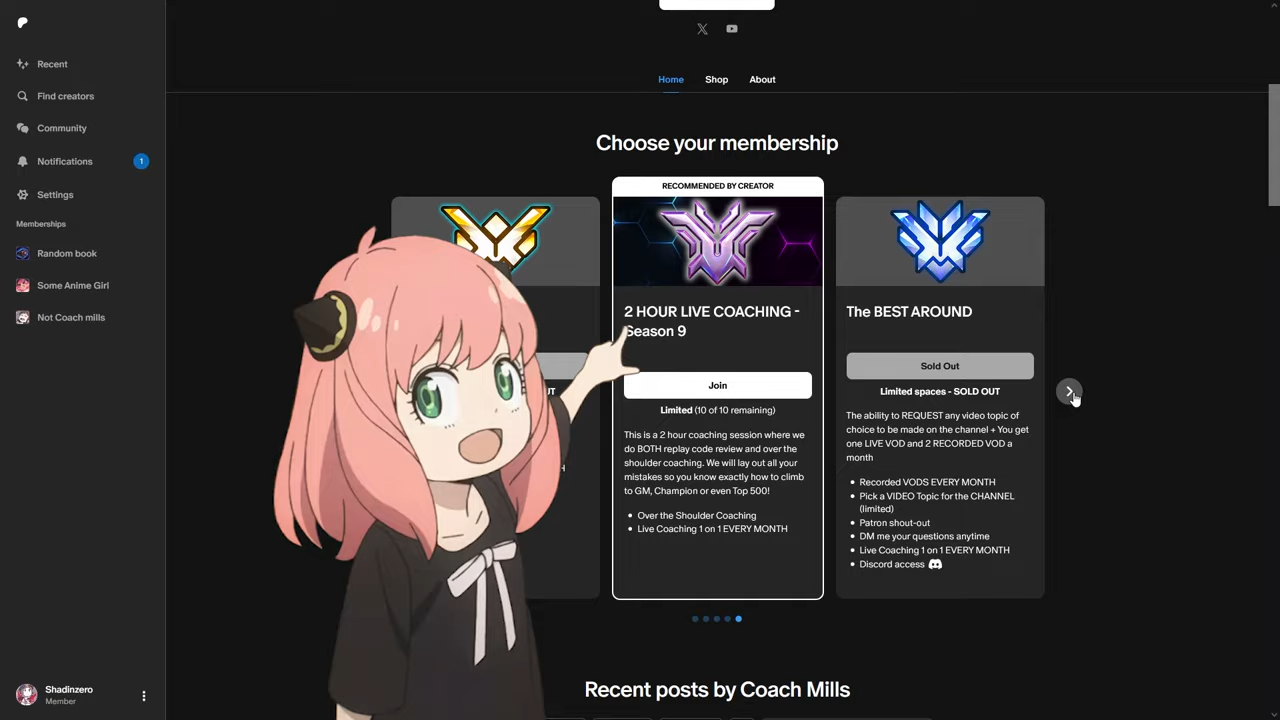 Home
Shop
About
Recent
Find creators
Community
Notifications
1
Settings
Memberships
Random book
Some Anime Girl
Not Coach mills
Shadinzero
Member
Choose your membership
RECOMMENDED BY CREATOR
2 HOUR LIVE COACHING -
Season 9
Join
Limited (10 of 10 remaining)
This is a 2 hour coaching session where we
do BOTH replay code review and over the
shoulder coaching. We will lay out all your
mistakes so you know exactly how to climb
to GM, Champion or even Top 500!
Over the Shoulder Coaching
Live Coaching 1 on 1 EVERY MONTH
The BEST AROUND
Sold Out
Limited spaces - SOLD OUT
The ability to REQUEST any video topic of
choice to be made on the channel + You get
one LIVE VOD and 2 RECORDED VOD a
month
Recorded VODS EVERY MONTH
Pick a VIDEO Topic for the CHANNEL
(limited)
Patron shout-out
DM me your questions anytime
Live Coaching 1 on 1 EVERY MONTH
Discord access
Recent posts by Coach Mills